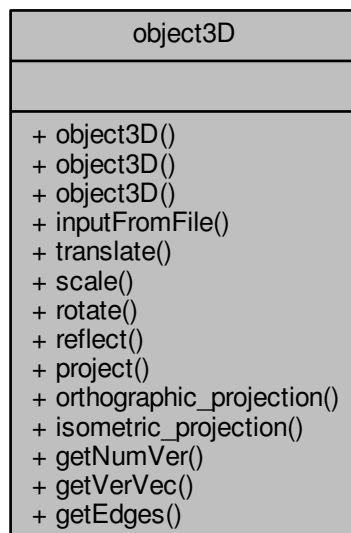 object3D
+ object3D()
+ object3D()
+ object3D()
+ inputFromFile()
+ translate()
+ scale()
+ rotate()
+ reflect()
+ project()
+ orthographic_projection()
+ isometric_projection()
+ getNumVer()
+ getVerVec()
+ getEdges()